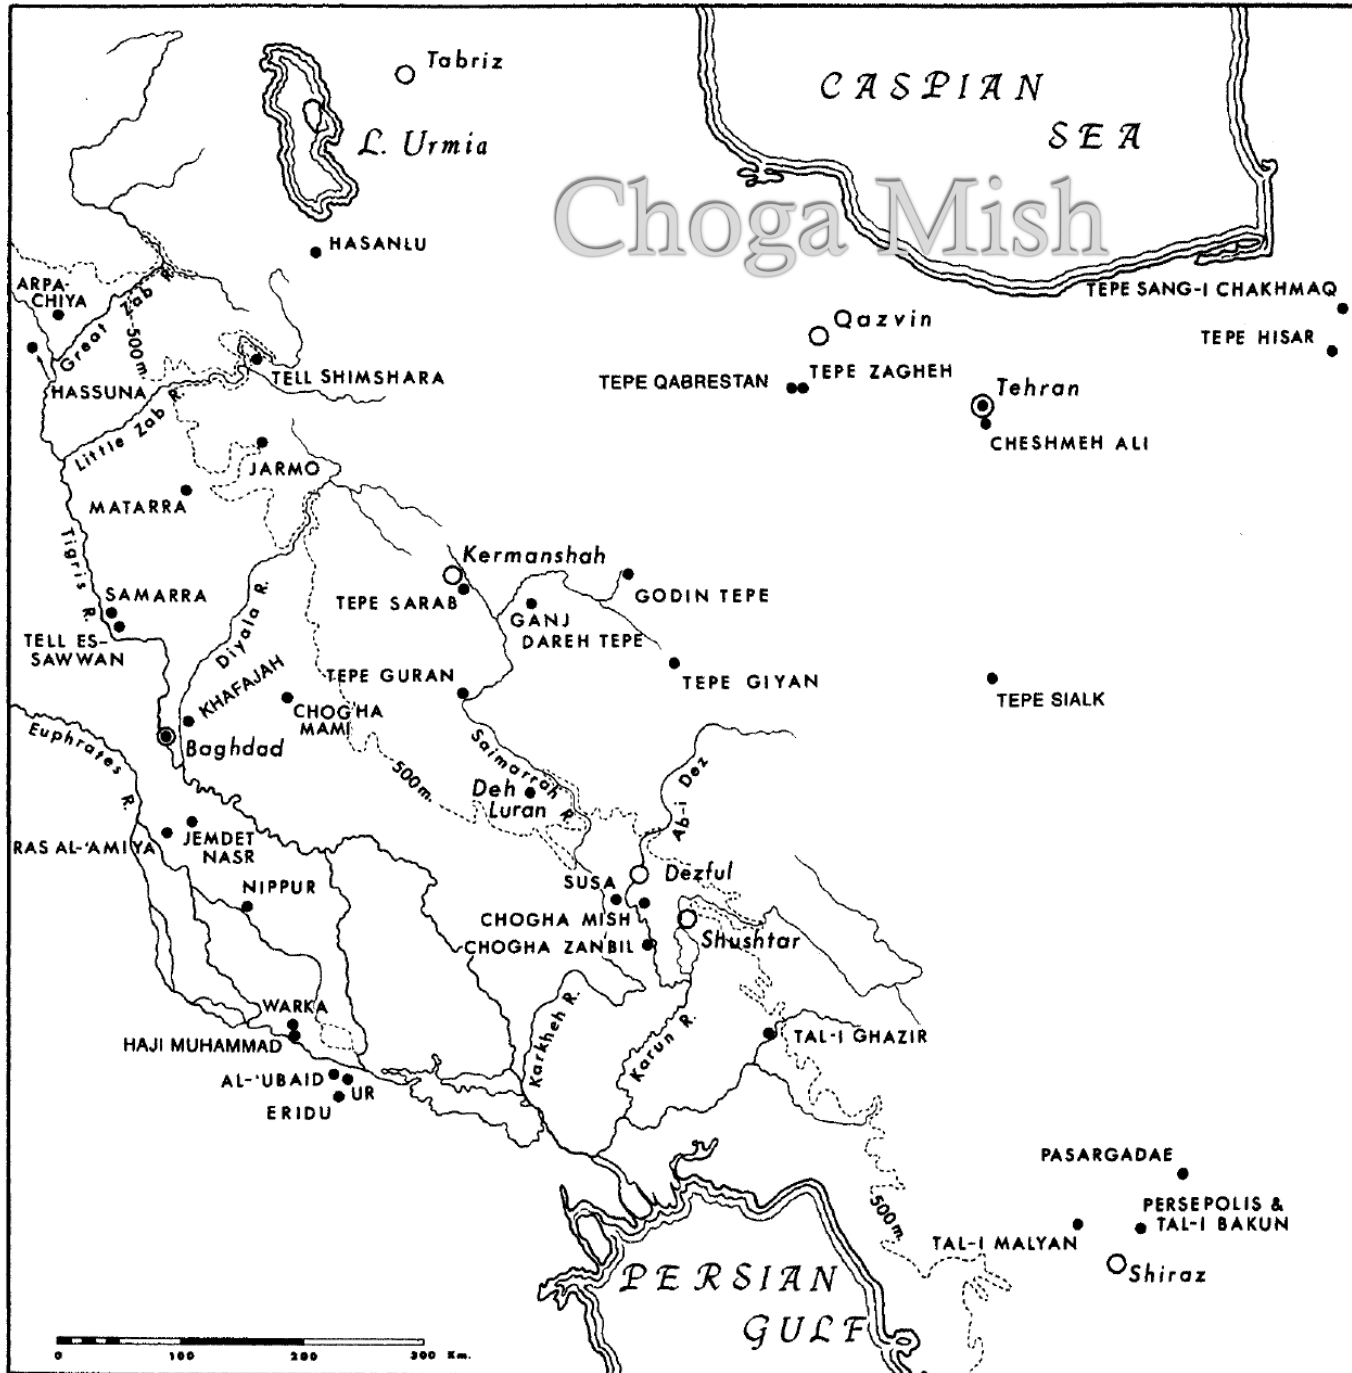 Tabriz
CASPIAN
SEA
L. Urmia
Choga Mish
HASANLU
ARPA-
CHIYA
Great Zab R.
500m.
TEPE SANG-I CHAKHMAQ
Qazvin
TEPE HISAR
HASSUNA
TELL SHIMSHARA
TEPE QABRESTAN
TEPE ZAGHEH
Tehran
CHESHMEH ALI
Little Zab R.
JARMO
MATARRA
Tigris R.
Kermanshah
SAMARRA
TEPE SARAB
GODIN TEPE
GANJ
DAREH TEPE
TELL ES-
SAWWAN
Diyala R.
KHAFAJAH
TEPE GURAN
TEPE GIYAN
TEPE SIALK
CHOGHA
MAMI
Euphrates R.
Baghdad
500m.
Saimarrah R.
Deh
Luran
Ab-i Dez
RAS AL-'AMIYA
JEMDET
NASR
NIPPUR
SUSA
Dezful
CHOGHA MISH
Shushtar
CHOGHA ZANBIL
WARKA
HAJI MUHAMMAD
Karkheh R.
Karun R.
TAL-I GHAZIR
AL-'UBAID
UR
ERIDU
PASARGADAE
500m.
PERSEPOLIS &
TAL-I BAKUN
TAL-I MALYAN
Shiraz
PERSIAN
GULF
0 100 200 300 Km.